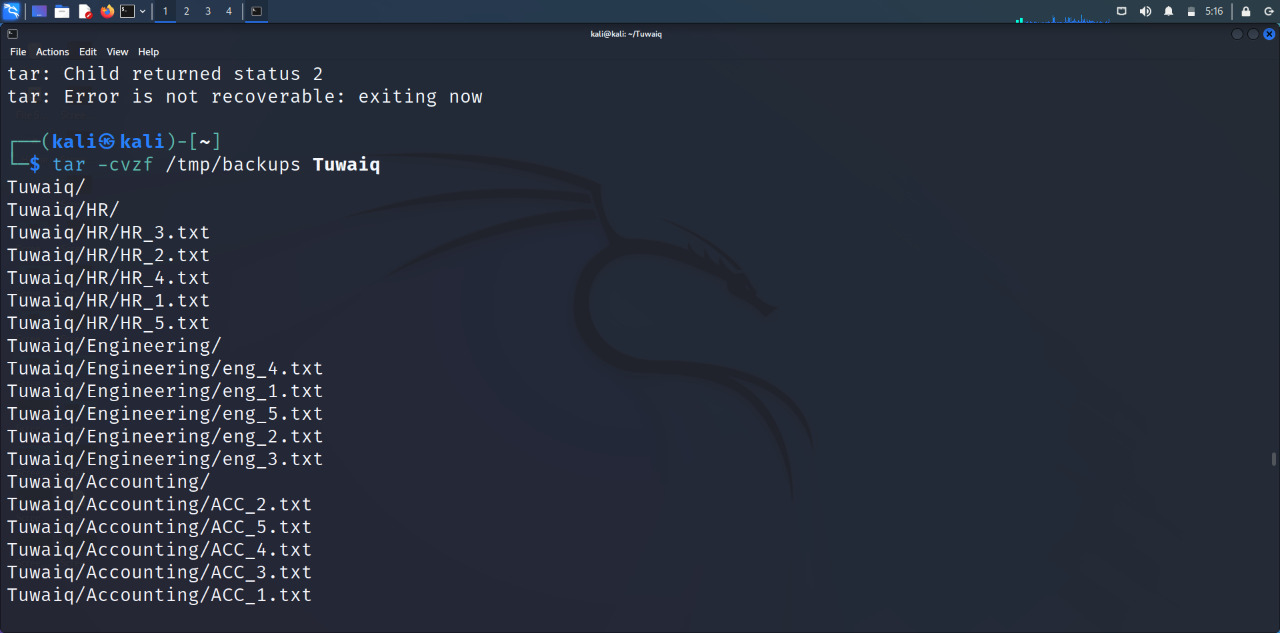 1 2 3 4
5:16
kali@kali: ~/Tuwaiq
File Actions Edit View Help
tar: Child returned status 2
tar: Error is not recoverable: exiting now
┌──(kali㉿kali)-[~]
└─$ tar -cvzf /tmp/backups Tuwaiq
Tuwaiq/
Tuwaiq/HR/
Tuwaiq/HR/HR_3.txt
Tuwaiq/HR/HR_2.txt
Tuwaiq/HR/HR_4.txt
Tuwaiq/HR/HR_1.txt
Tuwaiq/HR/HR_5.txt
Tuwaiq/Engineering/
Tuwaiq/Engineering/eng_4.txt
Tuwaiq/Engineering/eng_1.txt
Tuwaiq/Engineering/eng_5.txt
Tuwaiq/Engineering/eng_2.txt
Tuwaiq/Engineering/eng_3.txt
Tuwaiq/Accounting/
Tuwaiq/Accounting/ACC_2.txt
Tuwaiq/Accounting/ACC_5.txt
Tuwaiq/Accounting/ACC_4.txt
Tuwaiq/Accounting/ACC_3.txt
Tuwaiq/Accounting/ACC_1.txt